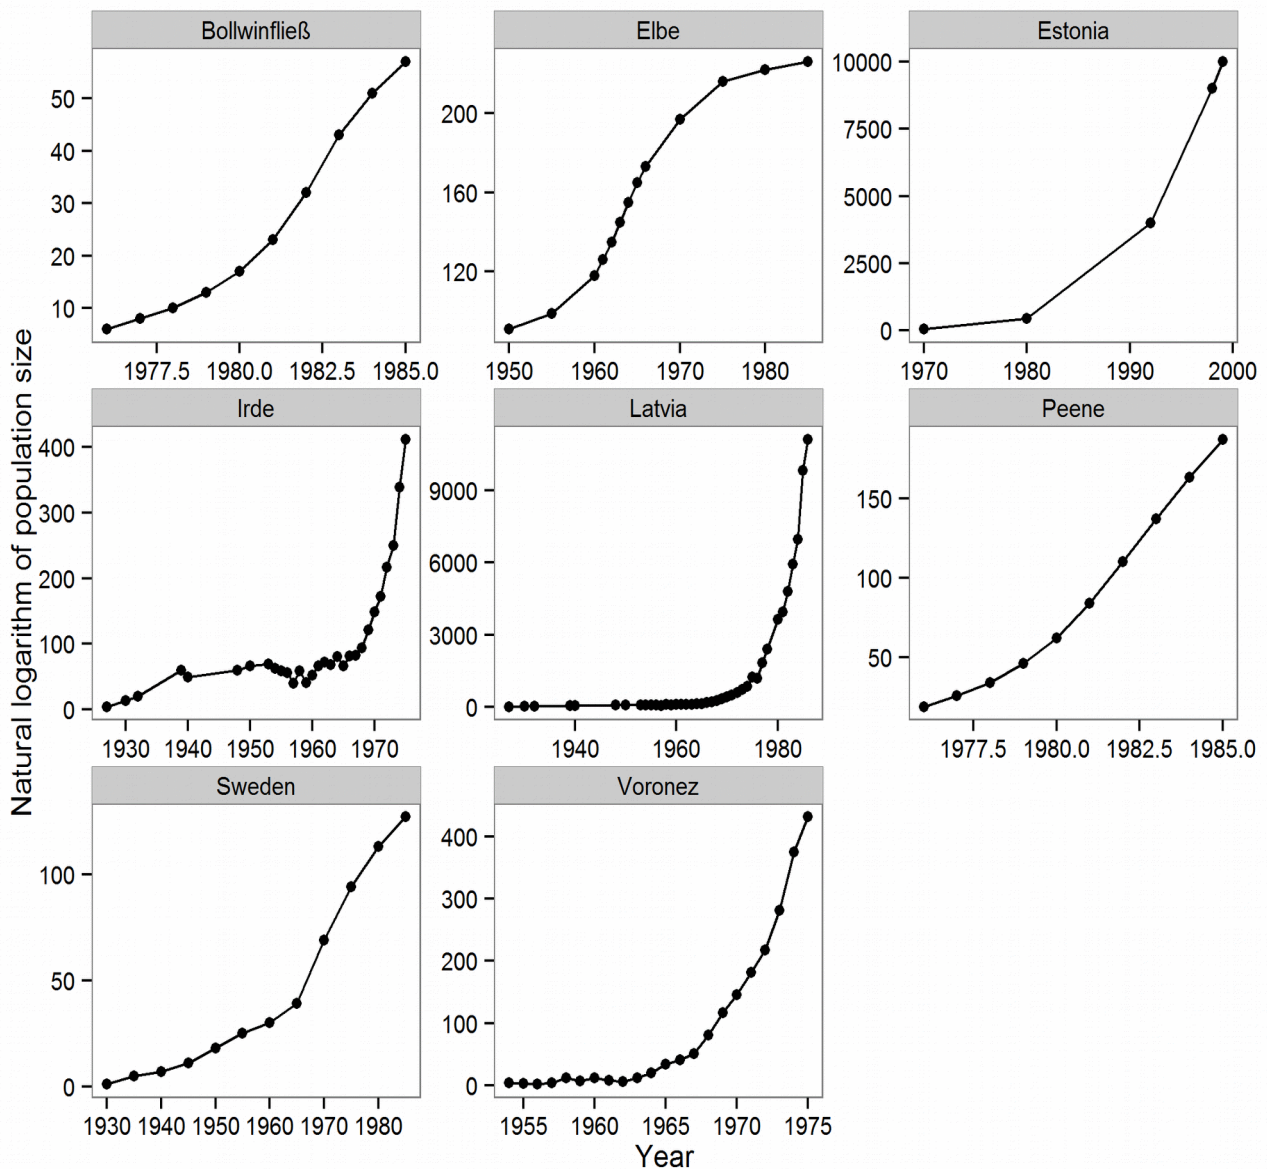 Bollwinfließ Elbe Estonia
50
40
30
20
10
200
160
120
10000
7500
5000
2500
0
1977.5 1980.0 1982.5 1985.0
1950 1960 1970 1980
1970 1980 1990 2000
Natural logarithm of population size
Irde Latvia Peene
400
300
200
100
0
9000
6000
3000
0
150
100
50
1930 1940 1950 1960 1970
1940 1960 1980
1977.5 1980.0 1982.5 1985.0
Sweden Voronez
100
50
0
400
300
200
100
0
1930 1940 1950 1960 1970 1980
1955 1960 1965 1970 1975
Year